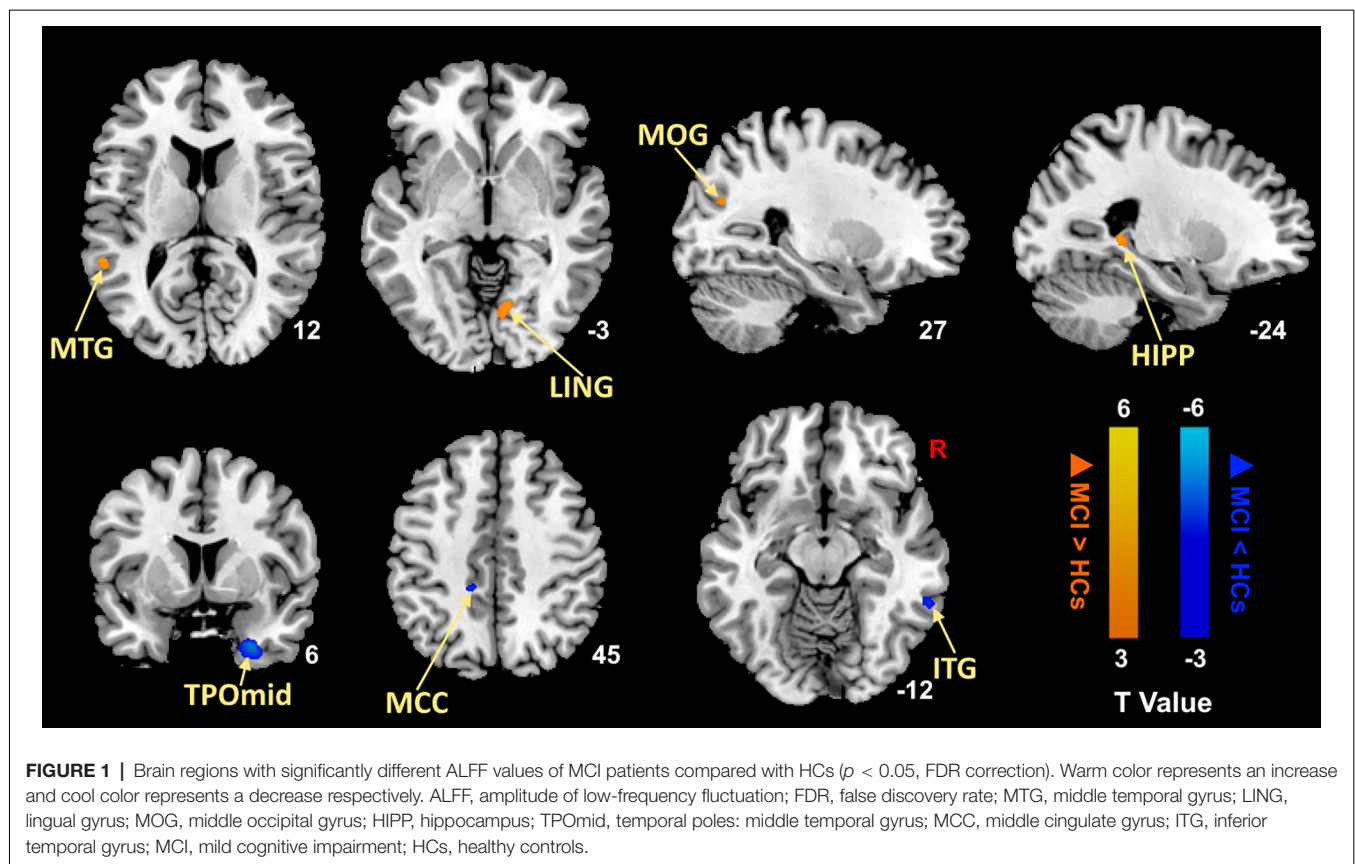 MTG
12
LING
-3
MOG
27
HIPP
-24
TPOmid
6
MCC
45
R
ITG
-12
6 -6
▲ MCI > HCs
▲ MCI < HCs
3 -3
T Value
FIGURE 1 | Brain regions with significantly different ALFF values of MCI patients compared with HCs (p < 0.05, FDR correction). Warm color represents an increase
and cool color represents a decrease respectively. ALFF, amplitude of low-frequency fluctuation; FDR, false discovery rate; MTG, middle temporal gyrus; LING,
lingual gyrus; MOG, middle occipital gyrus; HIPP, hippocampus; TPOmid, temporal poles: middle temporal gyrus; MCC, middle cingulate gyrus; ITG, inferior
temporal gyrus; MCI, mild cognitive impairment; HCs, healthy controls.